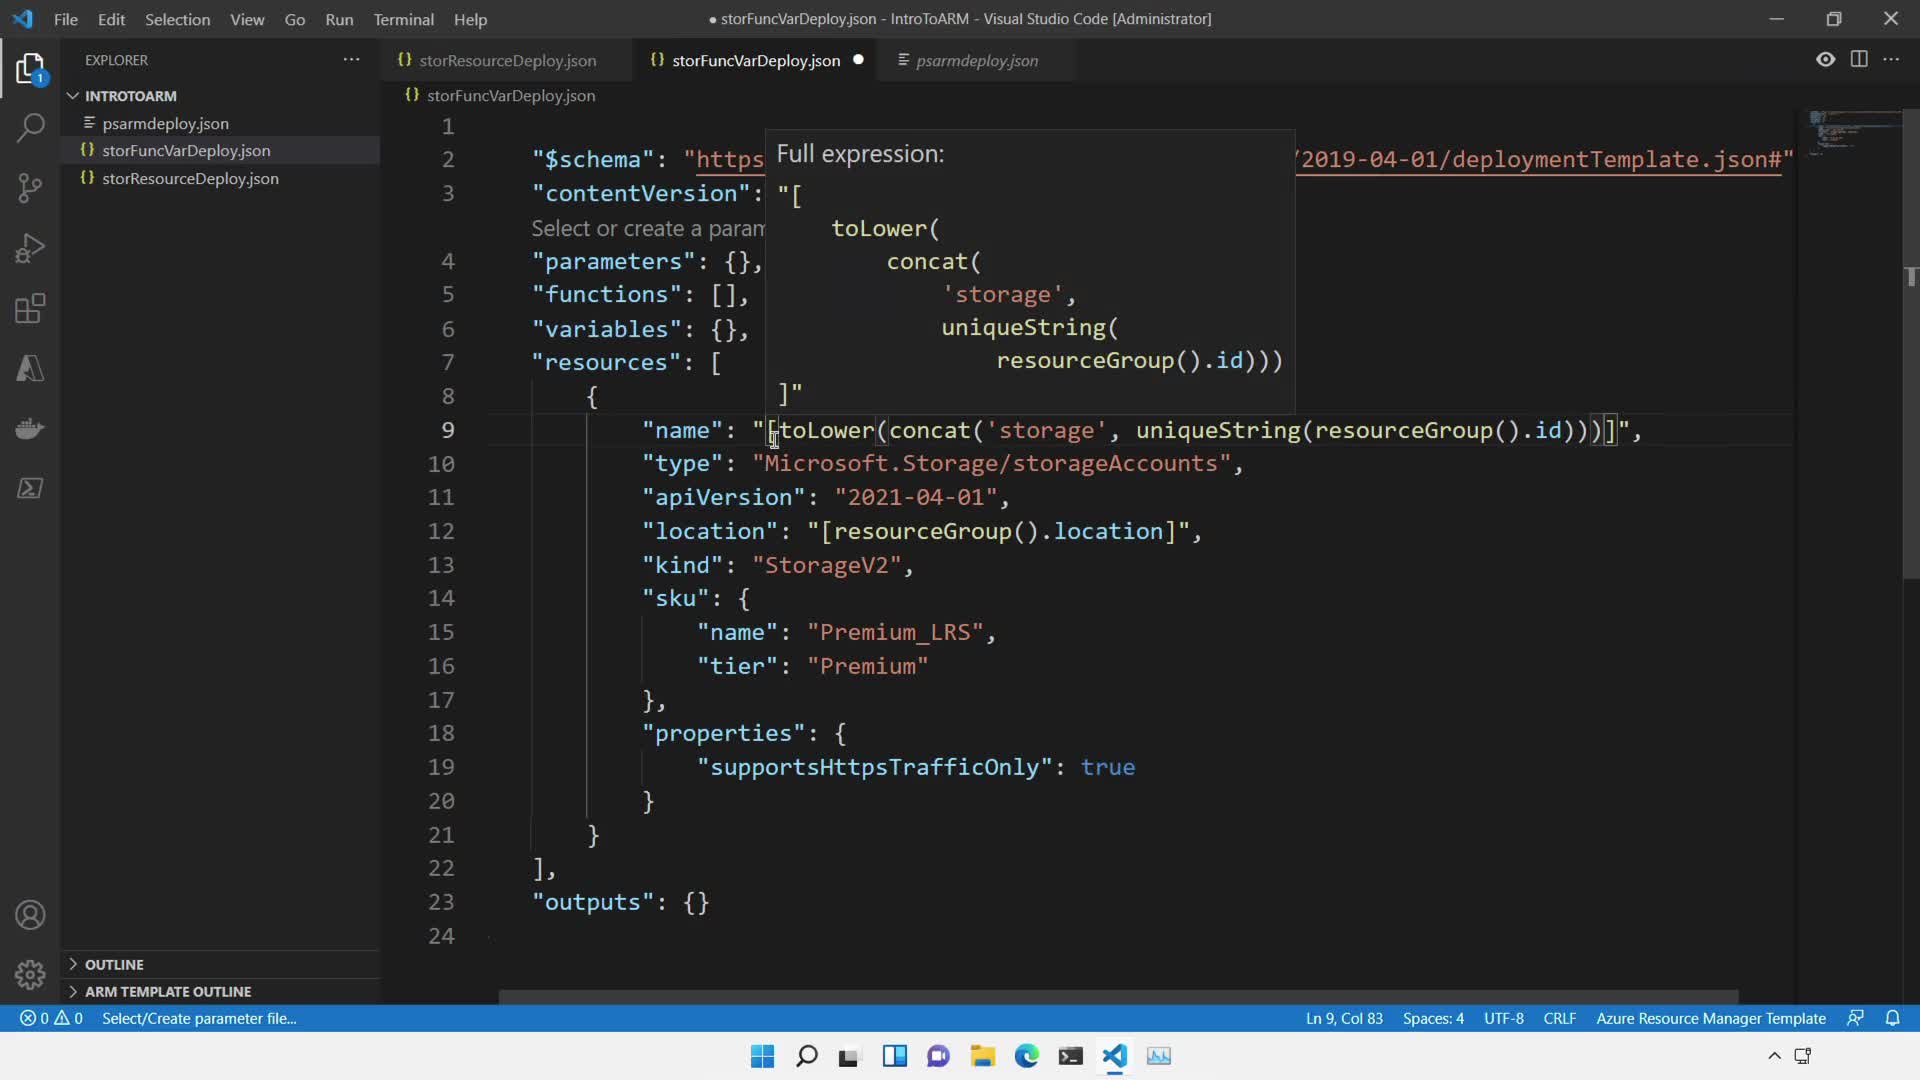 File Edit Selection View Go Run Terminal Help
● storFuncVarDeploy.json - IntroToARM - Visual Studio Code [Administrator]
EXPLORER
{} storResourceDeploy.json
{} storFuncVarDeploy.json ●
psarmdeploy.json
1
INTROTOARM
psarmdeploy.json
{} storFuncVarDeploy.json
{} storResourceDeploy.json
{} storFuncVarDeploy.json
1
2 "$schema": "https /2019-04-01/deploymentTemplate.json#"
3 "contentVersion":
Select or create a param
4 "parameters": {},
5 "functions": [],
6 "variables": {},
7 "resources": [
8 {
Full expression:
"[
toLower(
concat(
'storage',
uniqueString(
resourceGroup().id)))
]"
9 "name": "[toLower(concat('storage', uniqueString(resourceGroup().id)))]",
10 "type": "Microsoft.Storage/storageAccounts",
11 "apiVersion": "2021-04-01",
12 "location": "[resourceGroup().location]",
13 "kind": "StorageV2",
14 "sku": {
15 "name": "Premium_LRS",
16 "tier": "Premium"
17 },
18 "properties": {
19 "supportsHttpsTrafficOnly": true
20 }
21 }
22 ],
23 "outputs": {}
24
OUTLINE
ARM TEMPLATE OUTLINE
0 0 Select/Create parameter file...
Ln 9, Col 83 Spaces: 4 UTF-8 CRLF Azure Resource Manager Template